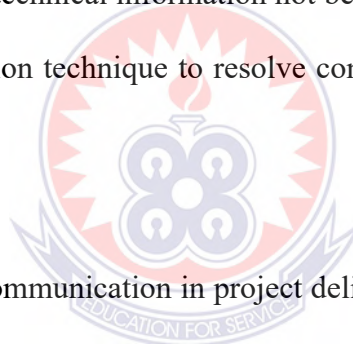 technical information not be
on technique to resolve con
ommunication in project deli
EDUCATION FOR SERVICE